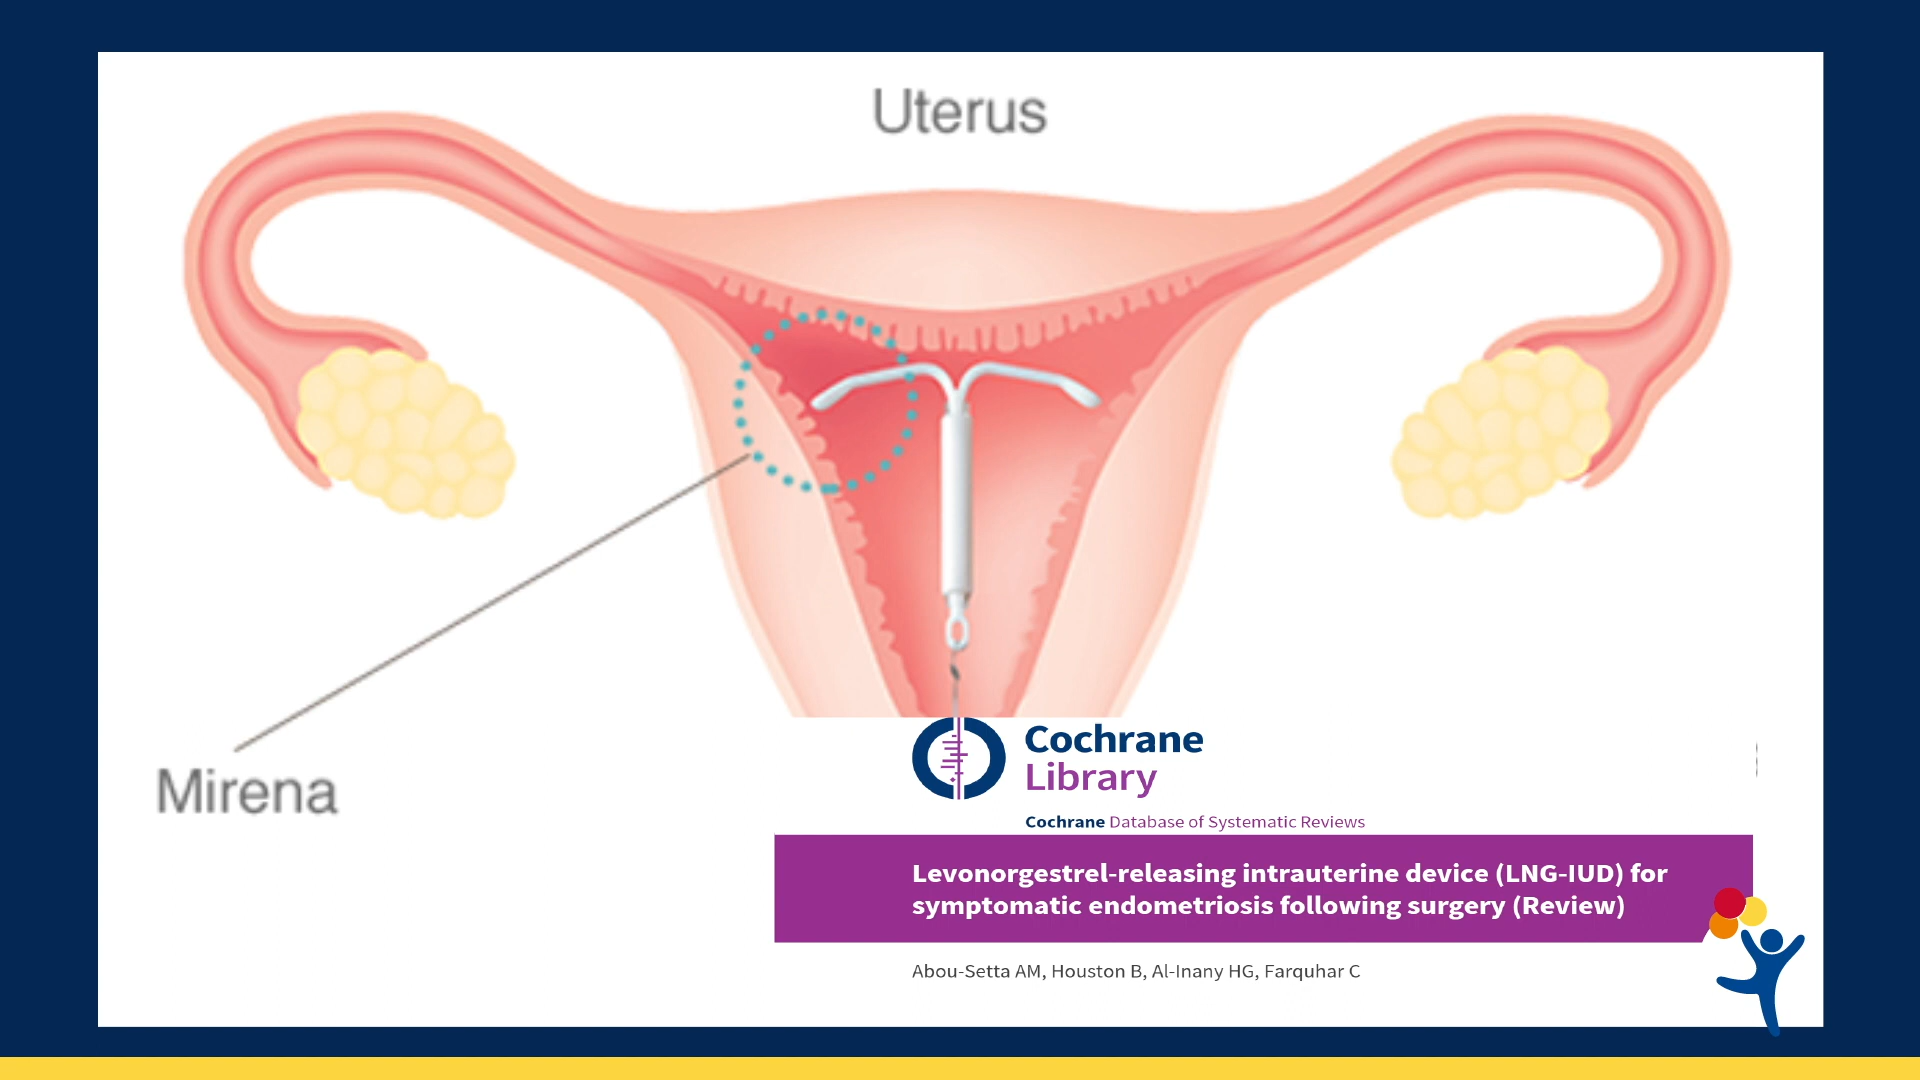 Uterus
Mirena
Cochrane
Library
Cochrane Database of Systematic Reviews
Levonorgestrel-releasing intrauterine device (LNG-IUD) for
symptomatic endometriosis following surgery (Review)
Abou-Setta AM, Houston B, Al-Inany HG, Farquhar C